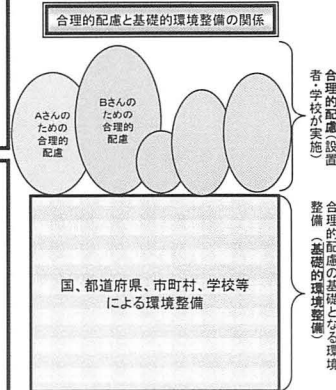 合理的配慮と基礎的環境整備の関係
Aさんの
ための
合理的
配慮
Bさんの
ための
合理的
配慮
合理的配慮(設置
者・学校が実施)
国、都道府県、市町村、学校等
による環境整備
合理的配慮の基礎となる環境
整備(基礎的環境整備)